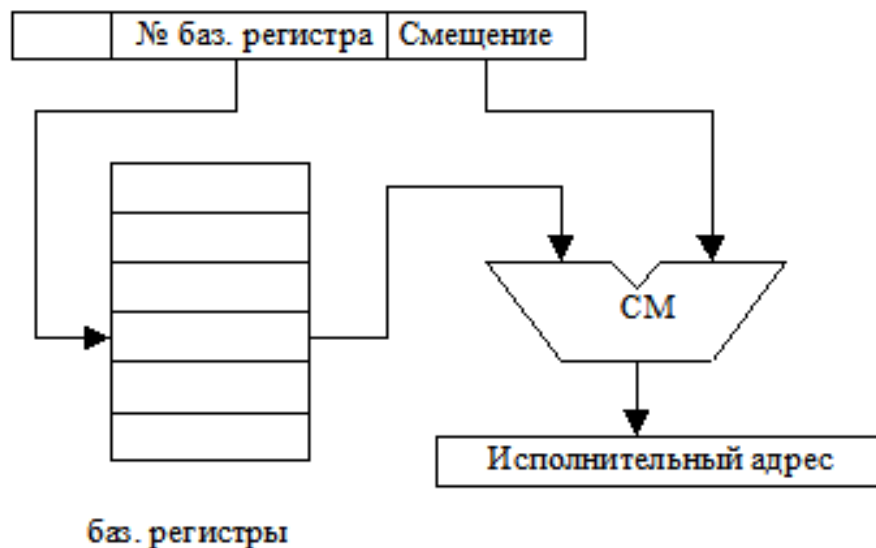 № баз. регистра
Смещение
СМ
Исполнительный адрес
баз. регистры